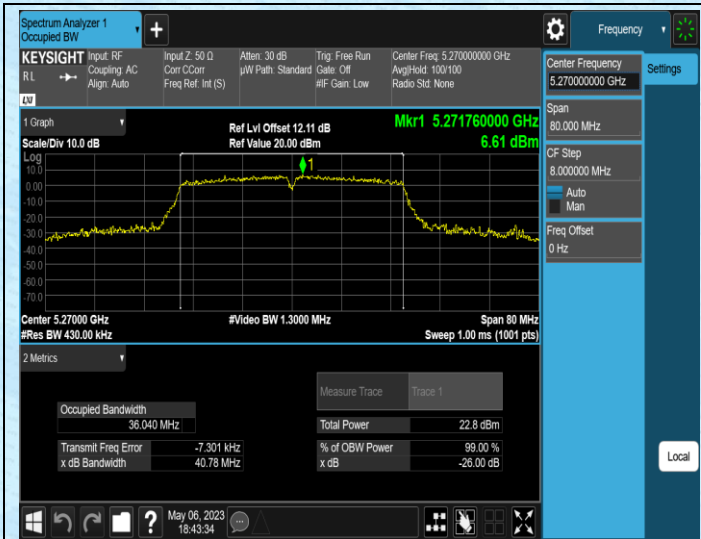 Spectrum Analyzer 1
Occupied BW
+
Frequency
KEYSIGHT
RL
LXI
Input: RF
Coupling: AC
Align: Auto
Input Z: 50 Ω
Corr CCorr
Freq Ref: Int (S)
Atten: 30 dB
µW Path: Standard
Trig: Free Run
Gate: Off
#IF Gain: Low
Center Freq: 5.270000000 GHz
Avg|Hold: 100/100
Radio Std: None
1 Graph
Scale/Div 10.0 dB
Ref Lvl Offset 12.11 dB
Ref Value 20.00 dBm
Mkr1 5.271760000 GHz
6.61 dBm
Log
10.0
0.00
-10.0
-20.0
-30.0
-40.0
-50.0
-60.0
-70.0
1
Center 5.27000 GHz
#Res BW 430.00 kHz
#Video BW 1.3000 MHz
Span 80 MHz
Sweep 1.00 ms (1001 pts)
2 Metrics
Measure Trace
Trace 1
Occupied Bandwidth
36.040 MHz
Total Power
22.8 dBm
Transmit Freq Error
-7.301 kHz
% of OBW Power
99.00 %
x dB Bandwidth
40.78 MHz
x dB
-26.00 dB
Center Frequency
5.270000000 GHz
Settings
Span
80.000 MHz
CF Step
8.000000 MHz
Auto
Man
Freq Offset
0 Hz
Local
?
May 06, 2023
18:43:34